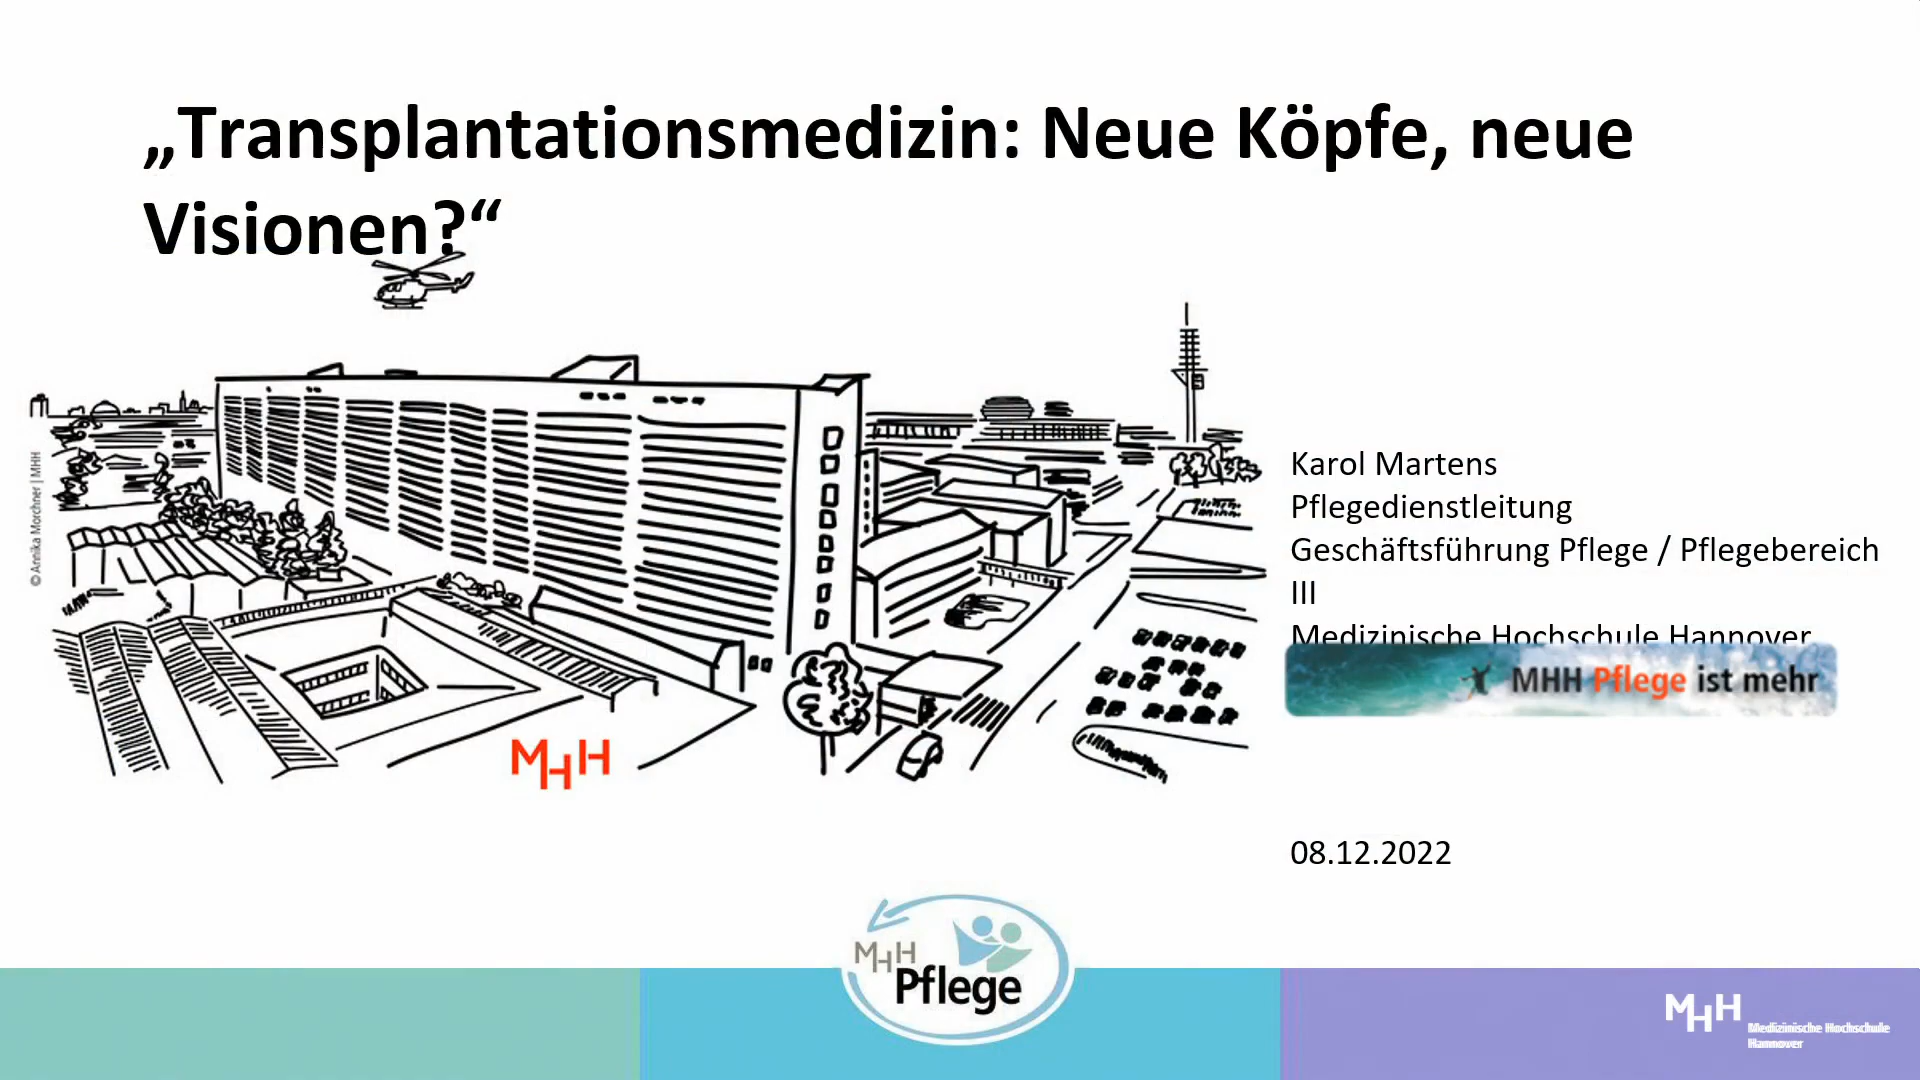 „Transplantationsmedizin: Neue Köpfe, neue
Visionen?“
© Annika Morchner | MHH
Karol Martens
Pflegedienstleitung
Geschäftsführung Pflege / Pflegebereich
III
Medizinische Hochschule Hannover
MHH Pflege ist mehr
MHH
08.12.2022
MHH
Pflege
MHH
Medizinische Hochschule
Hannover